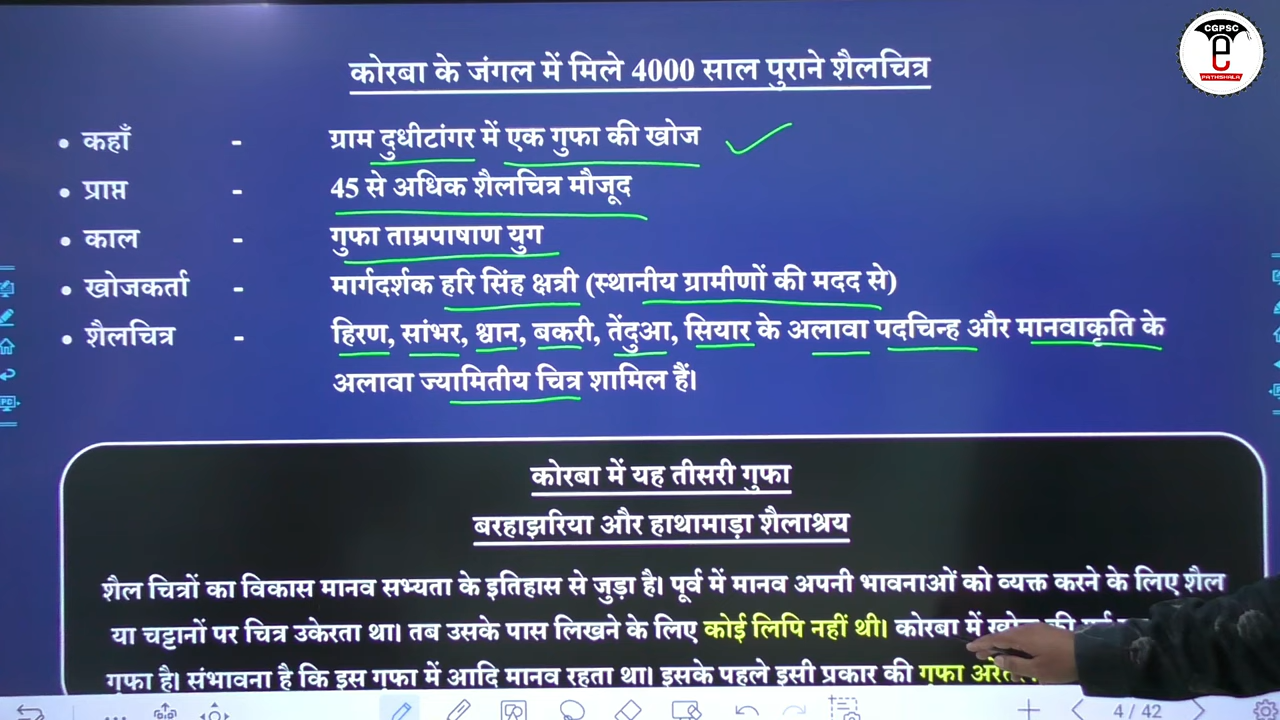 CGPSC
e
PATHSHALA
कोरबा के जंगल में मिले 4000 साल पुराने शैलचित्र
• कहाँ - ग्राम दुधीटांगर में एक गुफा की खोज
• प्राप्त - 45 से अधिक शैलचित्र मौजूद
• काल - गुफा ताम्रपाषाण युग
• खोजकर्ता - मार्गदर्शक हरि सिंह क्षत्री (स्थानीय ग्रामीणों की मदद से)
• शैलचित्र - हिरण, सांभर, श्वान, बकरी, तेंदुआ, सियार के अलावा पदचिन्ह और मानवाकृति के
अलावा ज्यामितीय चित्र शामिल हैं।
कोरबा में यह तीसरी गुफा
बरहाझरिया और हाथामाड़ा शैलाश्रय
शैल चित्रों का विकास मानव सभ्यता के इतिहास से जुड़ा है। पूर्व में मानव अपनी भावनाओं को व्यक्त करने के लिए शैल
या चट्टानों पर चित्र उकेरता था। तब उसके पास लिखने के लिए कोई लिपि नहीं थी। कोरबा में खोज की गई
गुफा है। संभावना है कि इस गुफा में आदि मानव रहता था। इसके पहले इसी प्रकार की गुफा
4 / 42